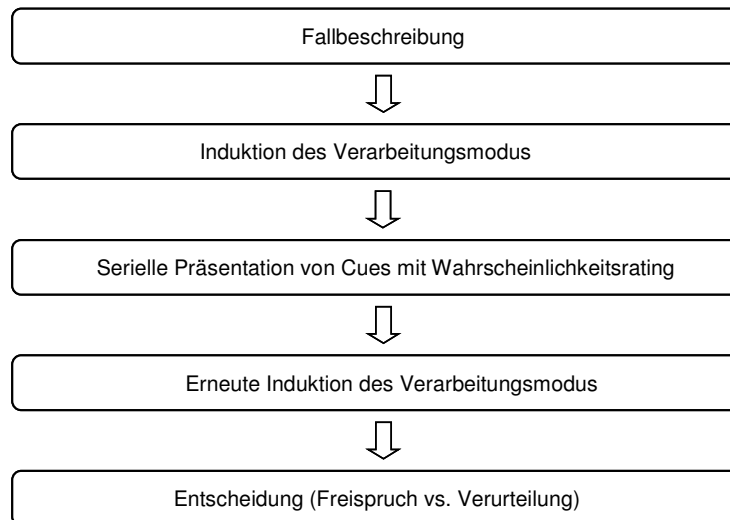 Fallbeschreibung
Induktion des Verarbeitungsmodus
Serielle Präsentation von Cues mit Wahrscheinlichkeitsrating
Erneute Induktion des Verarbeitungsmodus
Entscheidung (Freispruch vs. Verurteilung)